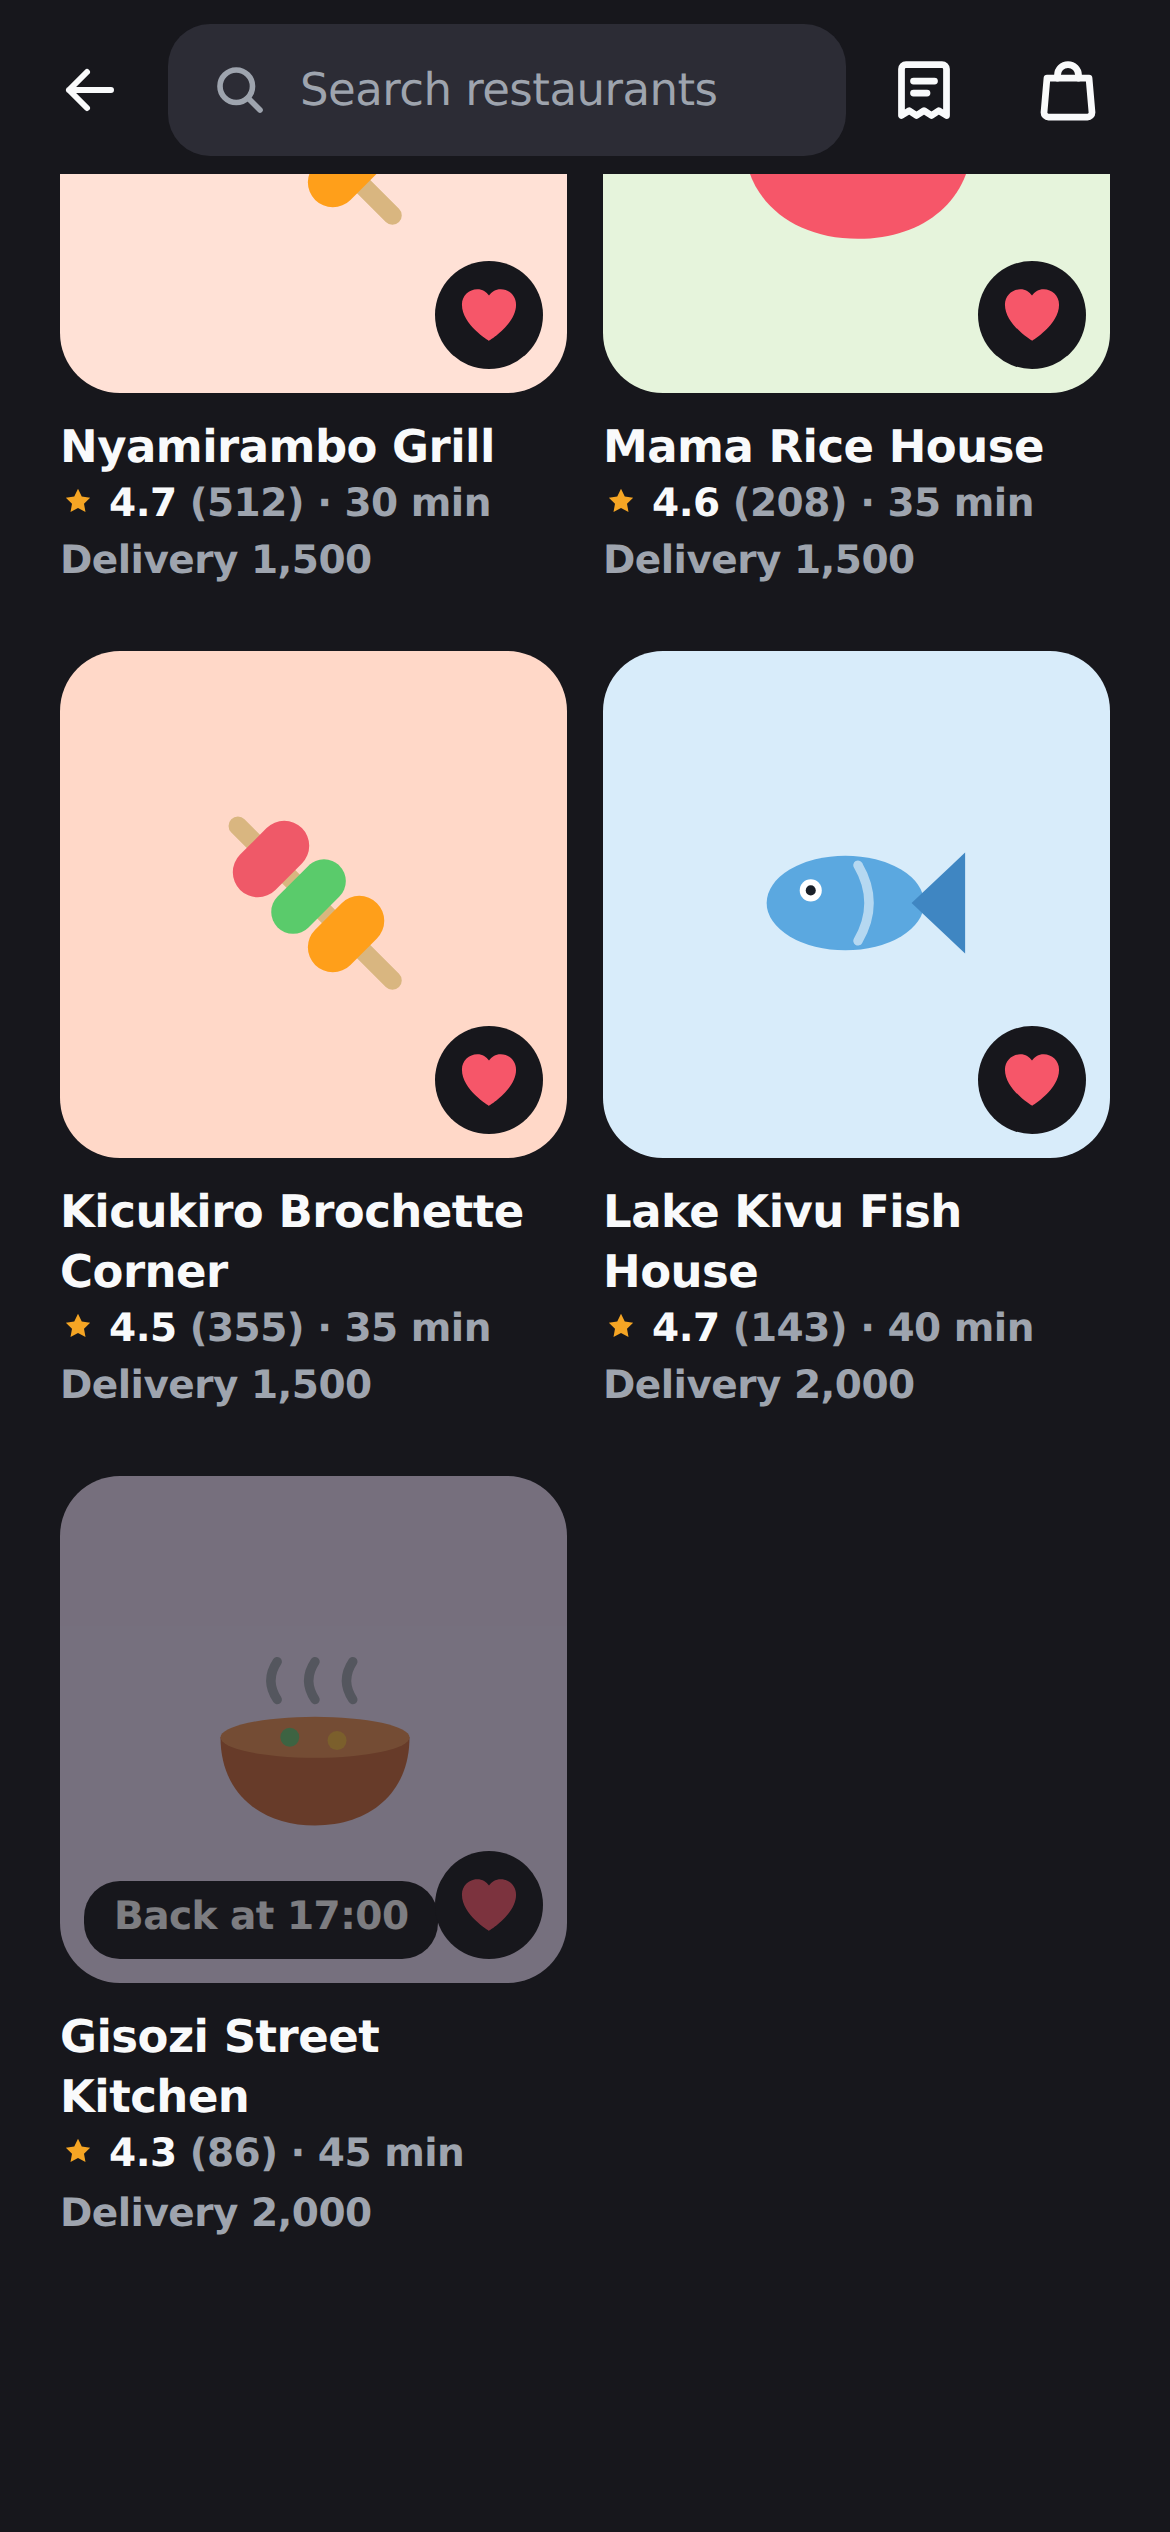 Search restaurants
Nyamirambo Grill
4.7 (512) · 30 min
Delivery 1,500
Mama Rice House
4.6 (208) · 35 min
Delivery 1,500
Kicukiro Brochette
Corner
4.5 (355) · 35 min
Delivery 1,500
Lake Kivu Fish
House
4.7 (143) · 40 min
Delivery 2,000
Back at 17:00
Gisozi Street
Kitchen
4.3 (86) · 45 min
Delivery 2,000